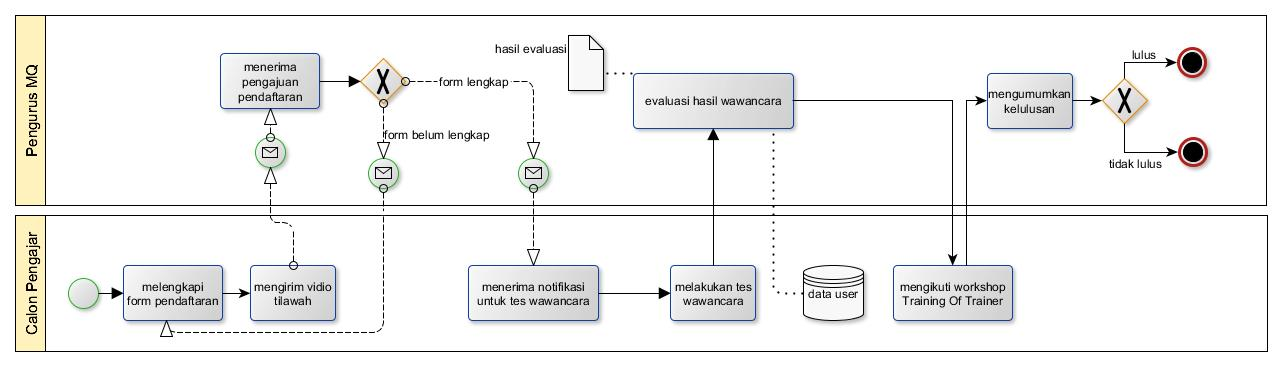 Pengurus MQ
menerima
pengajuan
pendaftaran
form lengkap
form belum lengkap
hasil evaluasi
evaluasi hasil wawancara
mengumumkan
kelulusan
lulus
tidak lulus
Calon Pengajar
melengkapi
form pendaftaran
mengirim vidio
tilawah
menerima notifikasi
untuk tes wawancara
melakukan tes
wawancara
data user
mengikuti workshop
Training Of Trainer